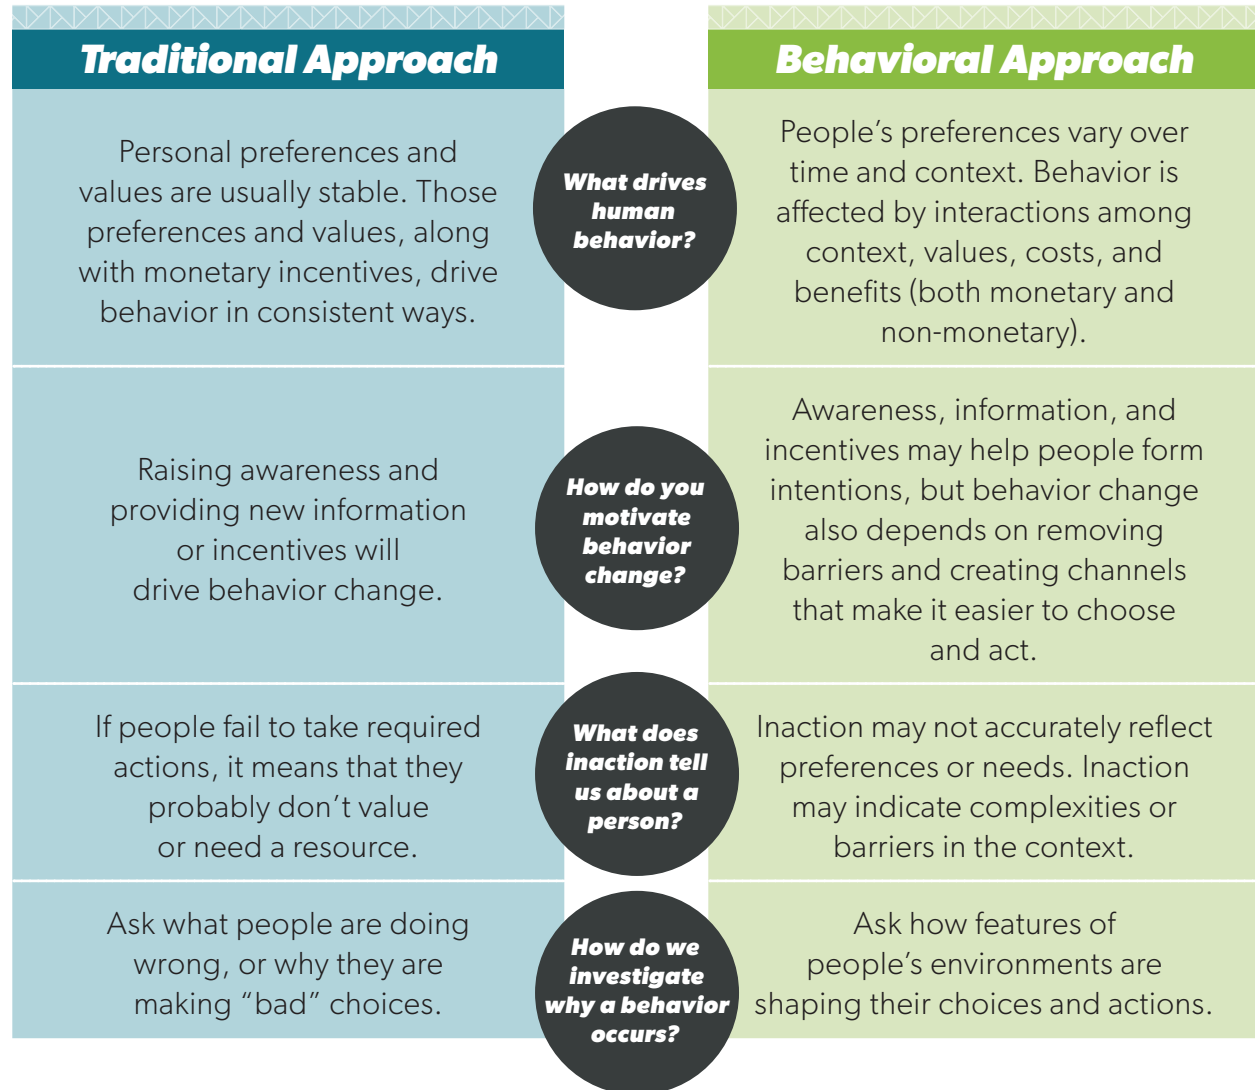 Traditional Approach
Behavioral Approach
Personal preferences and
values are usually stable. Those
preferences and values, along
with monetary incentives, drive
behavior in consistent ways.
What drives
human
behavior?
People’s preferences vary over
time and context. Behavior is
affected by interactions among
context, values, costs, and
benefits (both monetary and
non-monetary).
Raising awareness and
providing new information
or incentives will
drive behavior change.
How do you
motivate
behavior
change?
Awareness, information, and
incentives may help people form
intentions, but behavior change
also depends on removing
barriers and creating channels
that make it easier to choose
and act.
If people fail to take required
actions, it means that they
probably don’t value
or need a resource.
What does
inaction tell
us about a
person?
Inaction may not accurately reflect
preferences or needs. Inaction
may indicate complexities or
barriers in the context.
Ask what people are doing
wrong, or why they are
making “bad” choices.
How do we
investigate
why a behavior
occurs?
Ask how features of
people’s environments are
shaping their choices and actions.